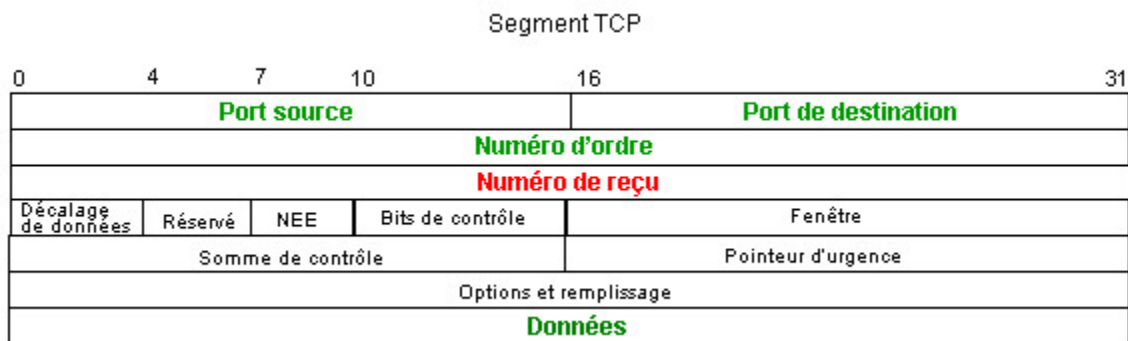 Segment TCP
0 4 7 10 16 31
Port source Port de destination
Numéro d'ordre
Numéro de reçu
Décalage
de données Réservé NEE Bits de contrôle Fenêtre
Somme de contrôle Pointeur d'urgence
Options et remplissage
Données